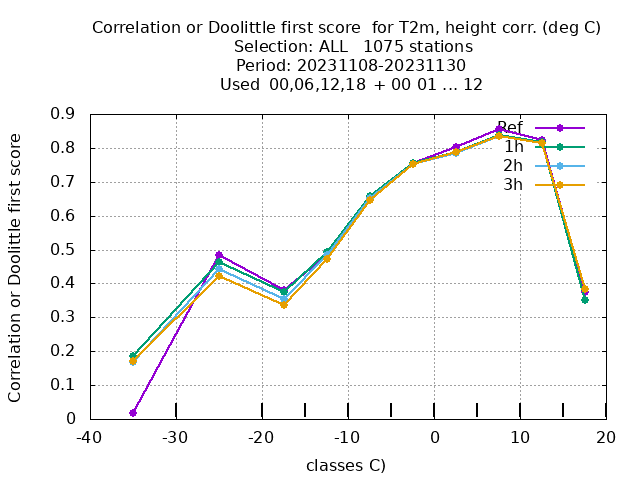 Correlation or Doolittle first score  for T2m, height corr. (deg C)
Selection: ALL   1075 stations
Period: 20231108-20231130
Used  00,06,12,18  + 00 01 ... 12
Correlation or Doolittle first score
0.9
0.8
0.7
0.6
0.5
0.4
0.3
0.2
0.1
0
Ref
1h
2h
3h
-40 -30 -20 -10 0 10 20
classes C)